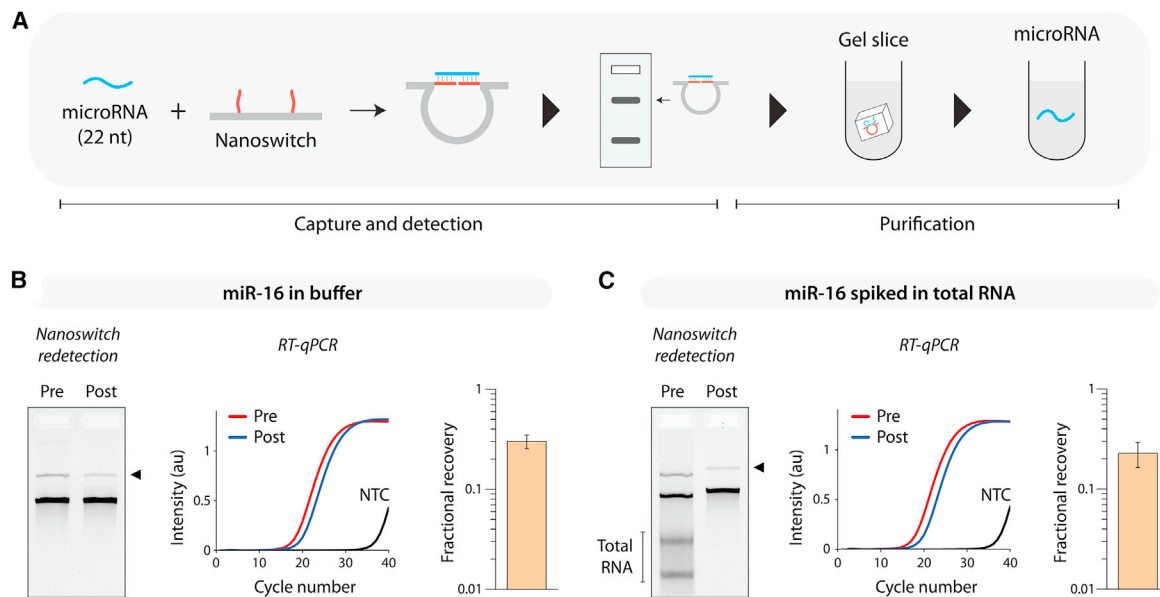 A
microRNA
(22 nt)
+
Nanoswitch
Gel slice
microRNA
Capture and detection
Purification
B
miR-16 in buffer
Nanoswitch
redetection
Pre Post
RT-qPCR
Intensity (au)
1
0.5
0
Pre
Post
NTC
0 10 20 30 40
Cycle number
Fractional recovery
1
0.1
0.01
C
miR-16 spiked in total RNA
Nanoswitch
redetection
Pre Post
Total
RNA
RT-qPCR
Intensity (au)
1
0.5
0
Pre
Post
NTC
0 10 20 30 40
Cycle number
Fractional recovery
1
0.1
0.01